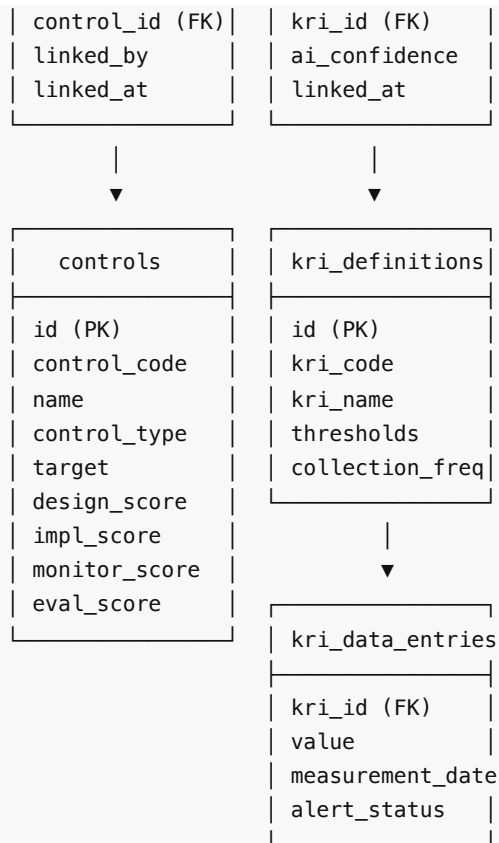 control_id (FK) kri_id (FK)
linked_by ai_confidence
linked_at linked_at
controls kri_definitions
id (PK) id (PK)
control_code kri_code
name kri_name
control_type thresholds
target collection_freq
design_score
impl_score
monitor_score
eval_score
kri_data_entries
kri_id (FK)
value
measurement_date
alert_status